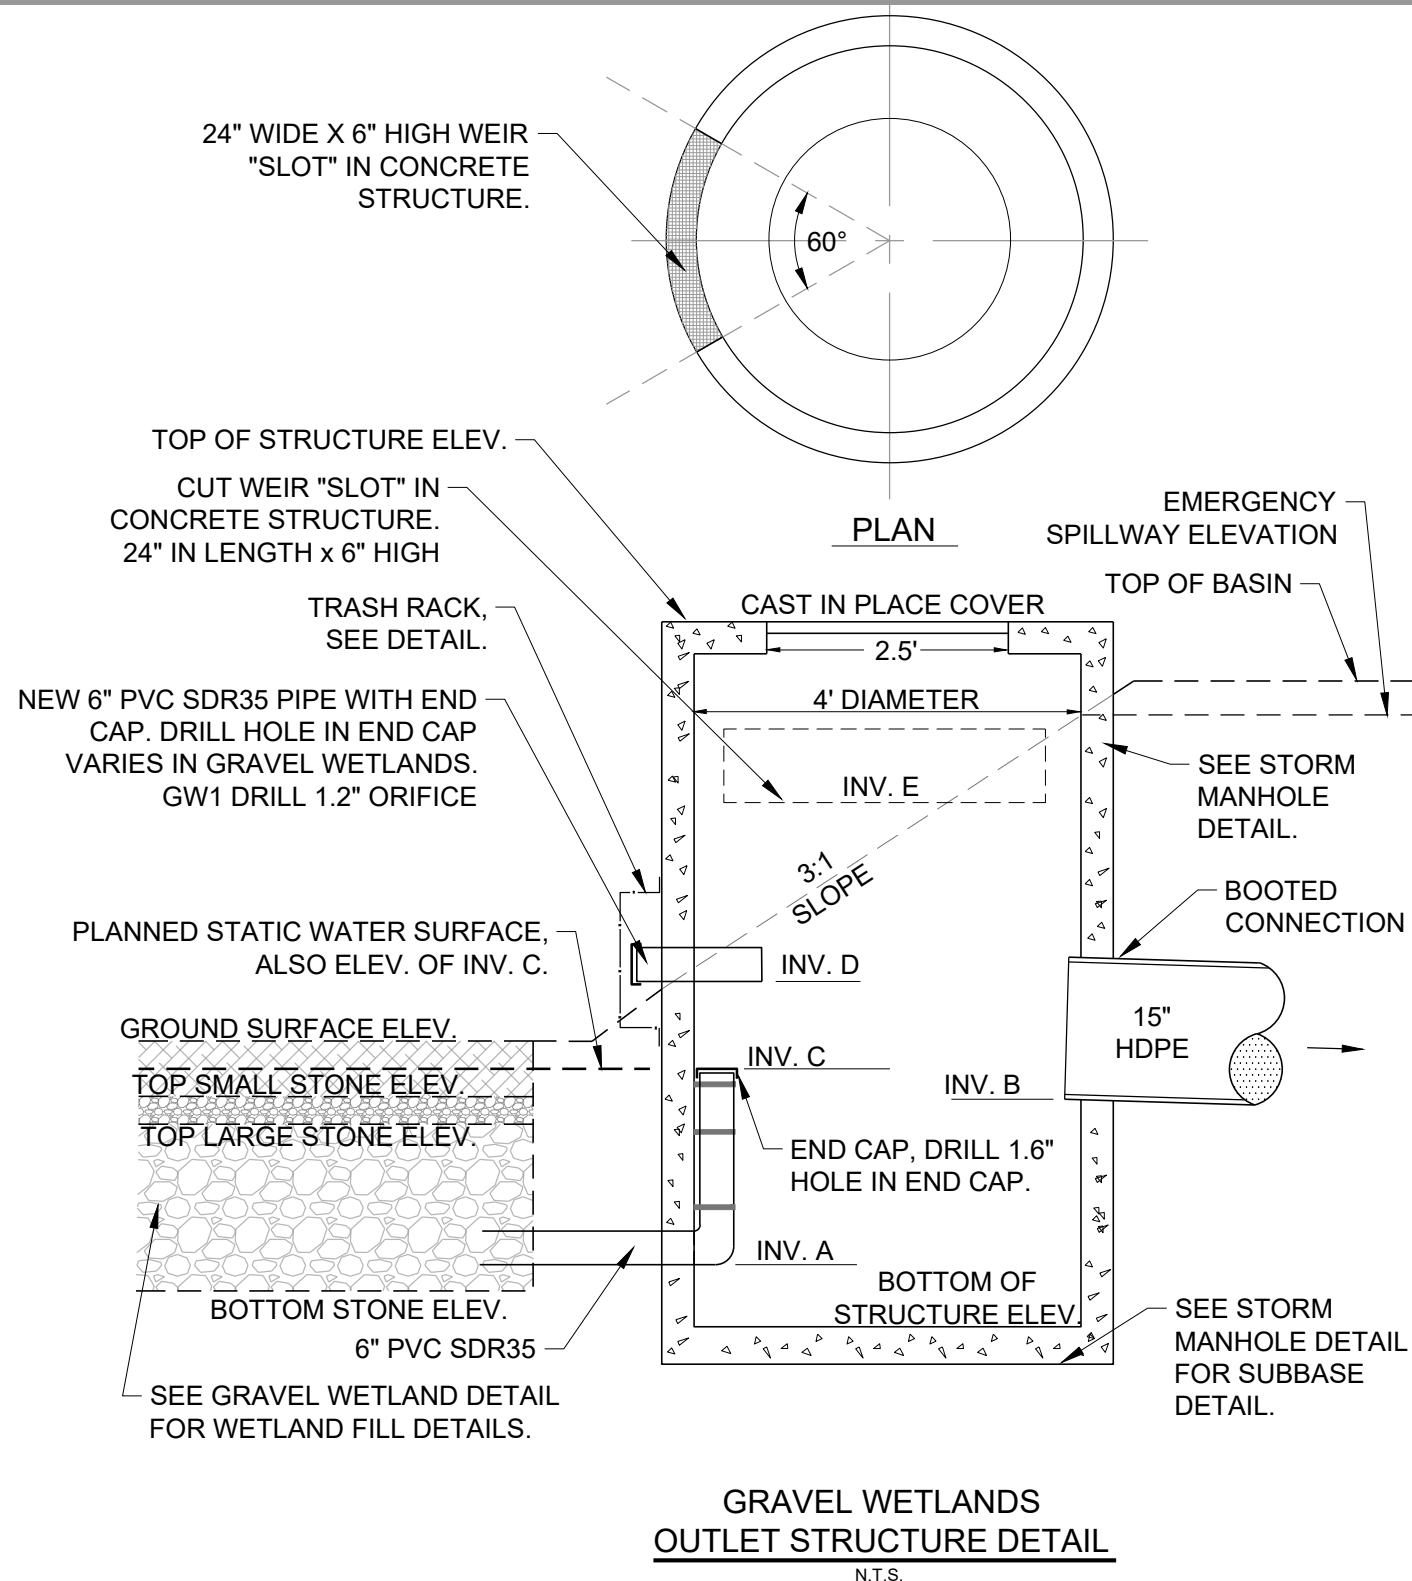 24" WIDE X 6" HIGH WEIR
"SLOT" IN CONCRETE
STRUCTURE.
60°
PLAN
TOP OF STRUCTURE ELEV.
CUT WEIR "SLOT" IN
CONCRETE STRUCTURE.
24" IN LENGTH x 6" HIGH
TRASH RACK,
SEE DETAIL.
NEW 6" PVC SDR35 PIPE WITH END
CAP. DRILL HOLE IN END CAP
VARIES IN GRAVEL WETLANDS.
GW1 DRILL 1.2" ORIFICE
PLANNED STATIC WATER SURFACE,
ALSO ELEV. OF INV. C.
GROUND SURFACE ELEV.
TOP SMALL STONE ELEV.
TOP LARGE STONE ELEV.
BOTTOM STONE ELEV.
6" PVC SDR35
SEE GRAVEL WETLAND DETAIL
FOR WETLAND FILL DETAILS.
CAST IN PLACE COVER
2.5'
4' DIAMETER
INV. E
3:1
SLOPE
INV. D
INV. C
INV. B
END CAP, DRILL 1.6"
HOLE IN END CAP.
INV. A
BOTTOM OF
STRUCTURE ELEV.
EMERGENCY
SPILLWAY ELEVATION
TOP OF BASIN
SEE STORM
MANHOLE
DETAIL.
BOOTED
CONNECTION
15"
HDPE
SEE STORM
MANHOLE DETAIL
FOR SUBBASE
DETAIL.
GRAVEL WETLANDS
OUTLET STRUCTURE DETAIL
N.T.S.